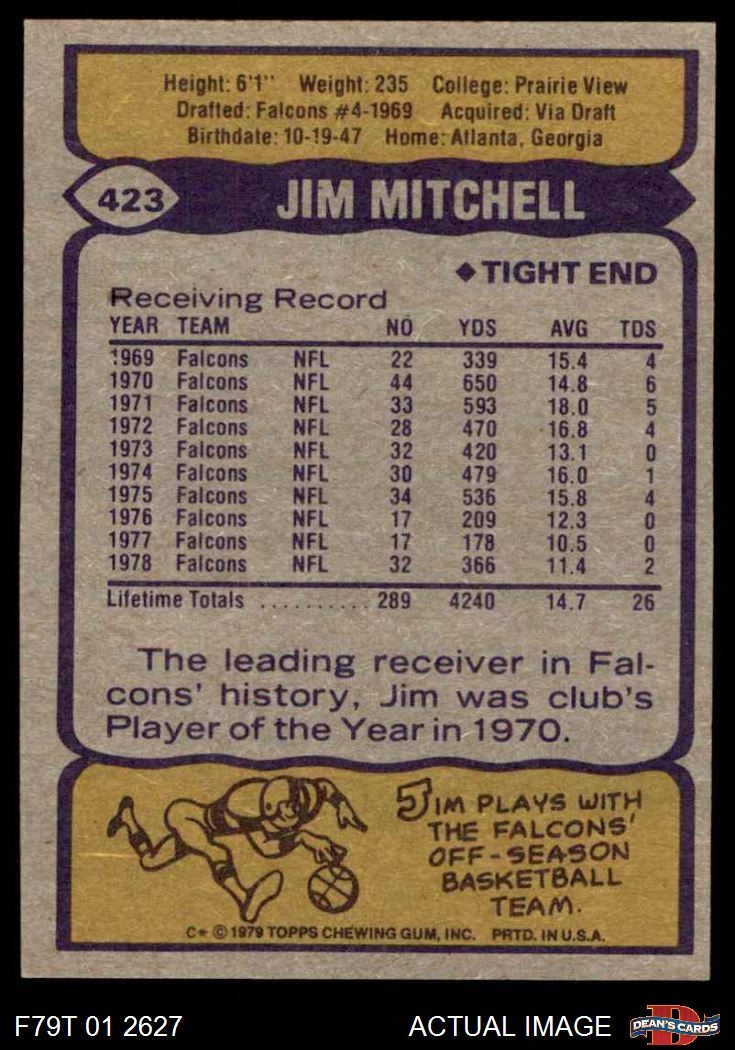 Height: 6'1" Weight: 235 College: Prairie View
Drafted: Falcons #4-1969 Acquired: Via Draft
Birthdate: 10-19-47 Home: Atlanta, Georgia
423 JIM MITCHELL
◆TIGHT END
Receiving Record
YEAR TEAM NO YDS AVG TDS
1969 Falcons NFL 22 339 15.4 4
1970 Falcons NFL 44 650 14.8 6
1971 Falcons NFL 33 593 18.0 5
1972 Falcons NFL 28 470 16.8 4
1973 Falcons NFL 32 420 13.1 0
1974 Falcons NFL 30 479 16.0 1
1975 Falcons NFL 34 536 15.8 4
1976 Falcons NFL 17 209 12.3 0
1977 Falcons NFL 17 178 10.5 0
1978 Falcons NFL 32 366 11.4 2
Lifetime Totals .......... 289 4240 14.7 26
The leading receiver in Fal-
cons' history, Jim was club's
Player of the Year in 1970.
JIM PLAYS WITH
THE FALCONS'
OFF-SEASON
BASKETBALL
TEAM.
C* © 1979 TOPPS CHEWING GUM, INC. PRTD. IN U.S.A.
F79T 01 2627 ACTUAL IMAGE
D
DEAN'S CARDS